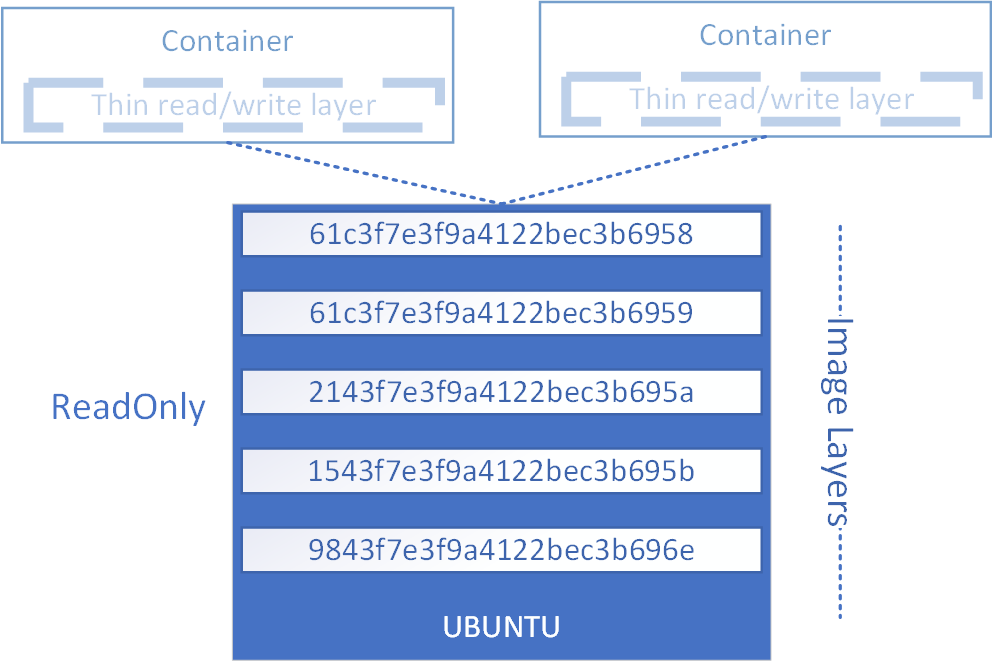 Container
Thin read/write layer
Container
Thin read/write layer
61c3f7e3f9a4122bec3b6958
61c3f7e3f9a4122bec3b6959
2143f7e3f9a4122bec3b695a
1543f7e3f9a4122bec3b695b
9843f7e3f9a4122bec3b696e
UBUNTU
ReadOnly
Image Layers